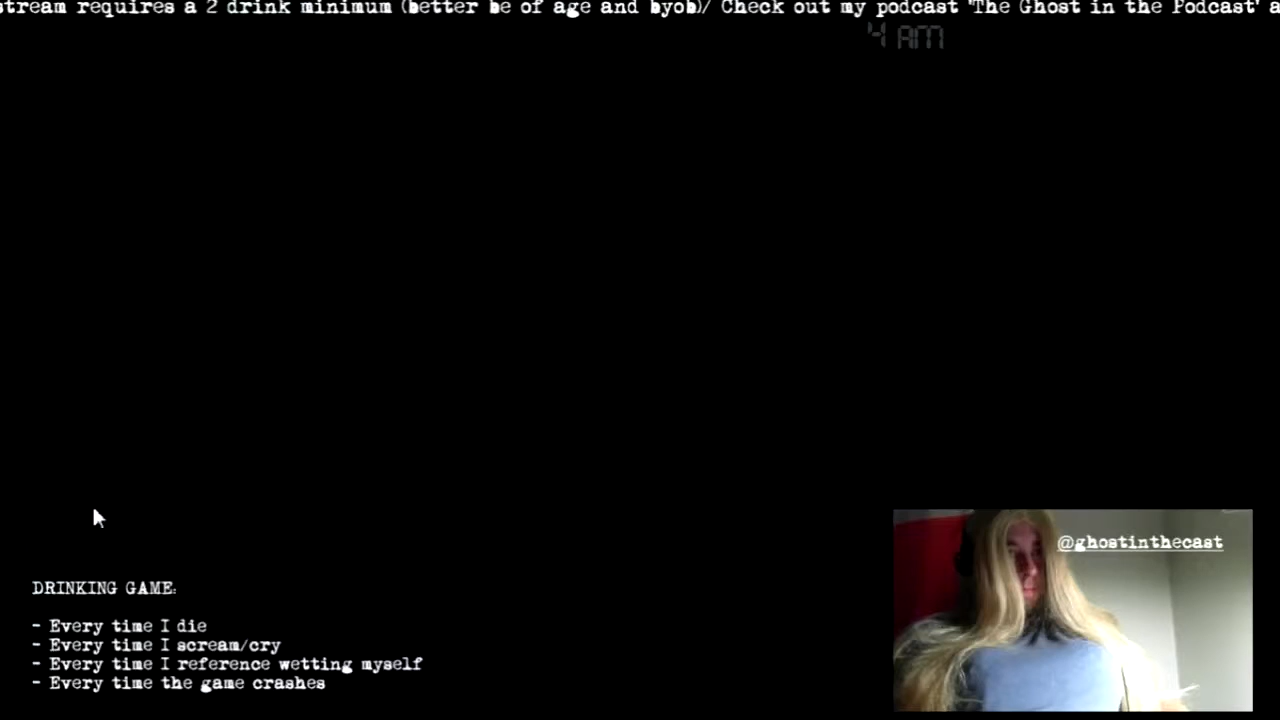 stream requires a 2 drink minimum (better be of age and byob)/ Check out my podcast 'The Ghost in the Podcast' a
4 AM
@ghostinthecast
DRINKING GAME:
- Every time I die
- Every time I scream/cry
- Every time I reference wetting myself
- Every time the game crashes